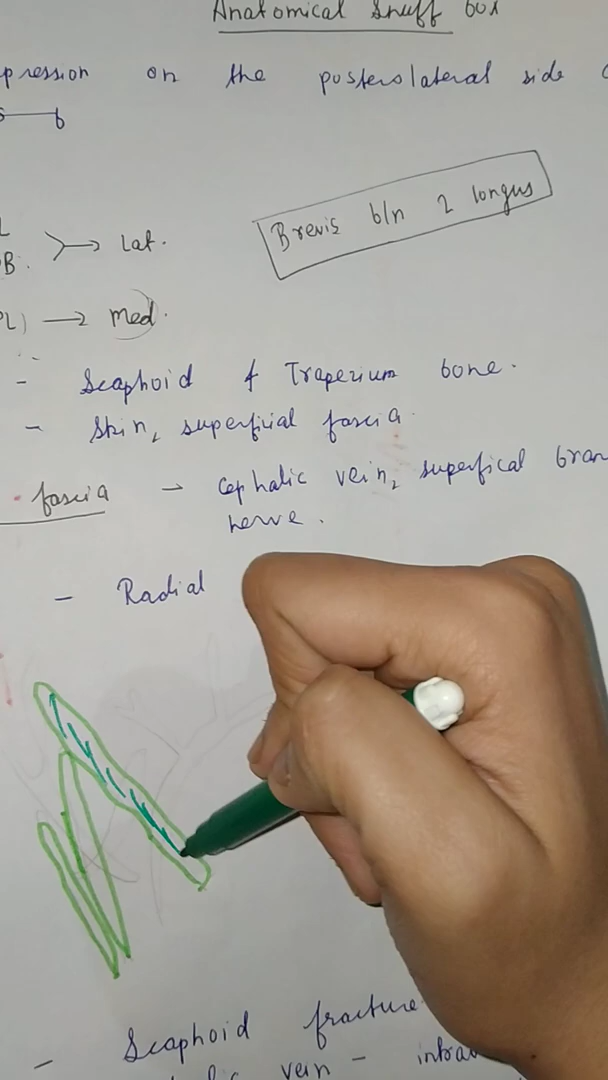 Anatomical Snuff box
pression on the posterolateral side
Brevis b/n 2 longus
B. → Lat.
PL) → med.
- Scaphoid & Trapezium bone.
- Skin, superficial fascia.
fascia → cephalic vein, superfical bran
nerve.
- Radial
- Scaphoid fracture
vein -